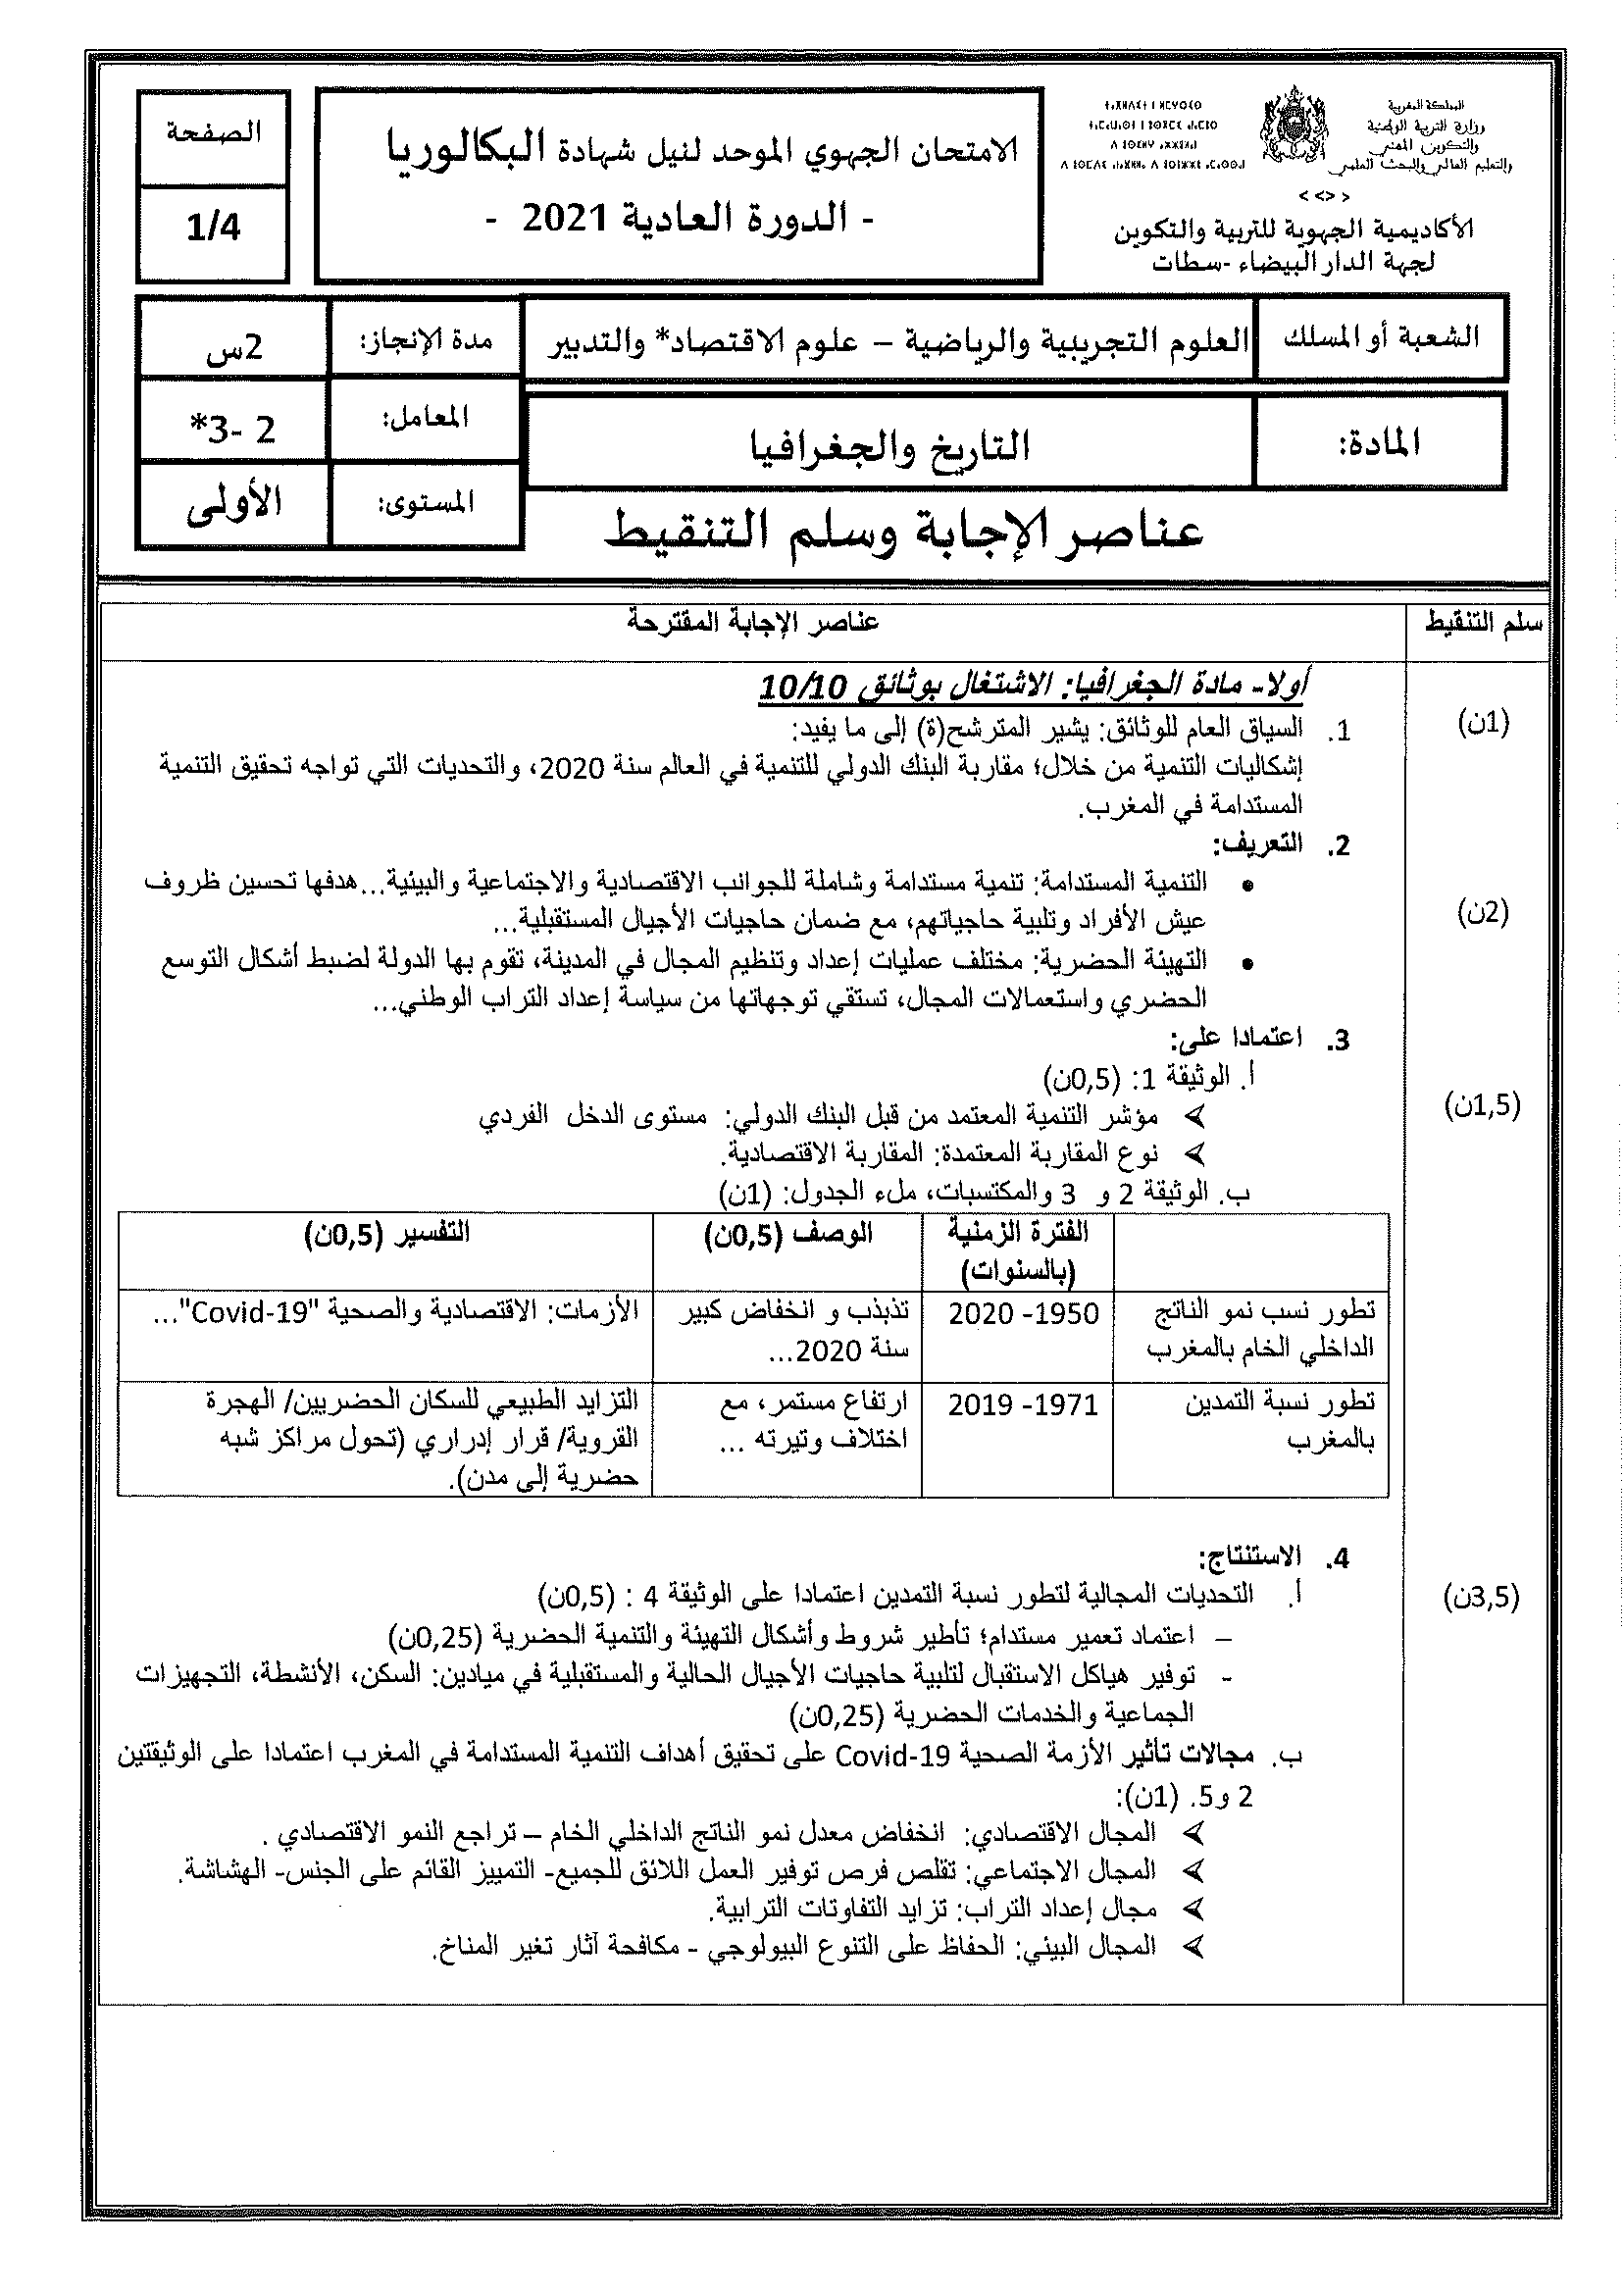 المملكة المغربية
وزارة التربية الوطنية
والتكوين المهني
والتعليم العالي والبحث العلمي
الأكاديمية الجهوية للتربية والتكوين
لجهة الدار البيضاء -سطات
الامتحان الجهوي الموحد لنيل شهادة البكالوريا
- الدورة العادية 2021 -
الصفحة
1/4
الشعبة أو المسلك
العلوم التجريبية والرياضية – علوم الاقتصاد* والتدبير
مدة الإنجاز:
2س
المادة:
التاريخ والجغرافيا
المعامل:
2 -3*
المستوى:
الأولى
عناصر الإجابة وسلم التنقيط
سلم التنقيط
عناصر الإجابة المقترحة
أولا- مادة الجغرافيا: الاشتغال بوثائق 10/10
(1ن)
1. السياق العام للوثائق: يشير المترشح(ة) إلى ما يفيد:
إشكاليات التنمية من خلال؛ مقاربة البنك الدولي للتنمية في العالم سنة 2020، والتحديات التي تواجه تحقيق التنمية
المستدامة في المغرب.
2. التعريف:
• التنمية المستدامة: تنمية مستدامة وشاملة للجوانب الاقتصادية والاجتماعية والبيئية...هدفها تحسين ظروف
(2ن)
عيش الأفراد وتلبية حاجياتهم، مع ضمان حاجيات الأجيال المستقبلية...
• التهيئة الحضرية: مختلف عمليات إعداد وتنظيم المجال في المدينة، تقوم بها الدولة لضبط أشكال التوسع
الحضري واستعمالات المجال، تستقي توجهاتها من سياسة إعداد التراب الوطني...
3. اعتمادا على:
أ. الوثيقة 1: (0,5ن)
(1,5ن)
➢ مؤشر التنمية المعتمد من قبل البنك الدولي: مستوى الدخل الفردي
➢ نوع المقاربة المعتمدة: المقاربة الاقتصادية.
ب. الوثيقة 2 و 3 والمكتسبات، ملء الجدول: (1ن)
الفترة الزمنية
(بالسنوات)
الوصف (0,5ن)
التفسير (0,5ن)
تطور نسب نمو الناتج
الداخلي الخام بالمغرب
1950- 2020
تذبذب و انخفاض كبير
سنة 2020...
الأزمات: الاقتصادية والصحية "Covid-19"...
تطور نسبة التمدين
بالمغرب
1971- 2019
ارتفاع مستمر، مع
اختلاف وتيرته ...
التزايد الطبيعي للسكان الحضريين/ الهجرة
القروية/ قرار إدراري (تحول مراكز شبه
حضرية إلى مدن).
4. الاستنتاج:
أ. التحديات المجالية لتطور نسبة التمدين اعتمادا على الوثيقة 4 : (0,5ن)
(3,5ن)
– اعتماد تعمير مستدام؛ تأطير شروط وأشكال التهيئة والتنمية الحضرية (0,25ن)
- توفير هياكل الاستقبال لتلبية حاجيات الأجيال الحالية والمستقبلية في ميادين: السكن، الأنشطة، التجهيزات
الجماعية والخدمات الحضرية (0,25ن)
ب. مجالات تأثير الأزمة الصحية Covid-19 على تحقيق أهداف التنمية المستدامة في المغرب اعتمادا على الوثيقتين
2 و5. (1ن):
➢ المجال الاقتصادي: انخفاض معدل نمو الناتج الداخلي الخام – تراجع النمو الاقتصادي .
➢ المجال الاجتماعي: تقلص فرص توفير العمل اللائق للجميع- التمييز القائم على الجنس- الهشاشة.
➢ مجال إعداد التراب: تزايد التفاوتات الترابية.
➢ المجال البيئي: الحفاظ على التنوع البيولوجي - مكافحة آثار تغير المناخ.